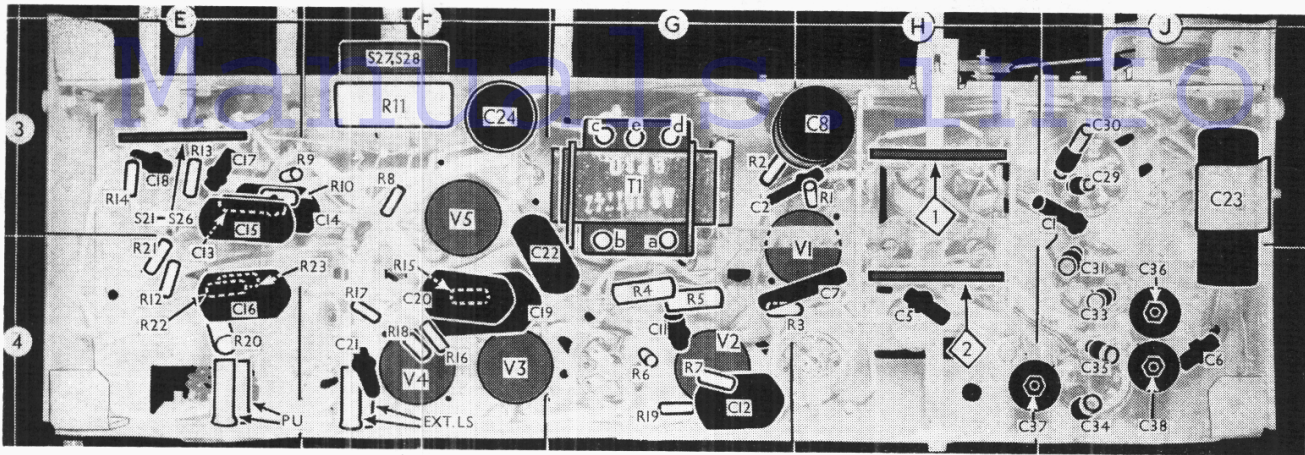 E F G H J
Manuals.info
S27,S28
R11
C24
3
c e d
C8
C30
C17
R13
C18
R9
R14
R10
R8
T1
R2
C2
R1
C29
C23
C14
S21-S26
C15
C13
V5
1
C1
b a
C22
V1
R21
R23
R15
C31
C36
R12
C16
C20
R4
R5
C7
C5
C33
R22
R17
C19
R3
4
R20
R18
R16
C11
V2
2
C21
V4
V3
R6
R7
C35
C6
R19
C12
PU
EXT.LS
C37
C34
C38